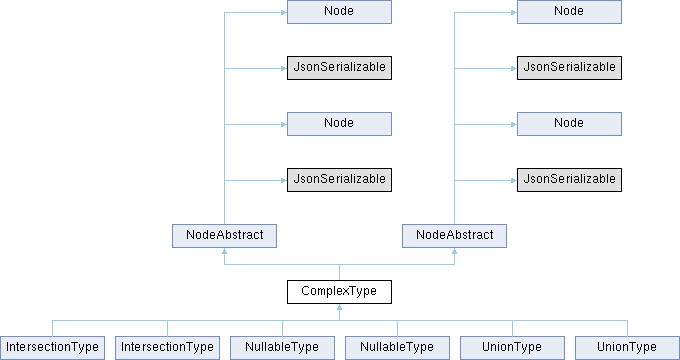 Node Node
JsonSerializable JsonSerializable
Node Node
JsonSerializable JsonSerializable
NodeAbstract NodeAbstract
ComplexType
IntersectionType IntersectionType NullableType NullableType UnionType UnionType